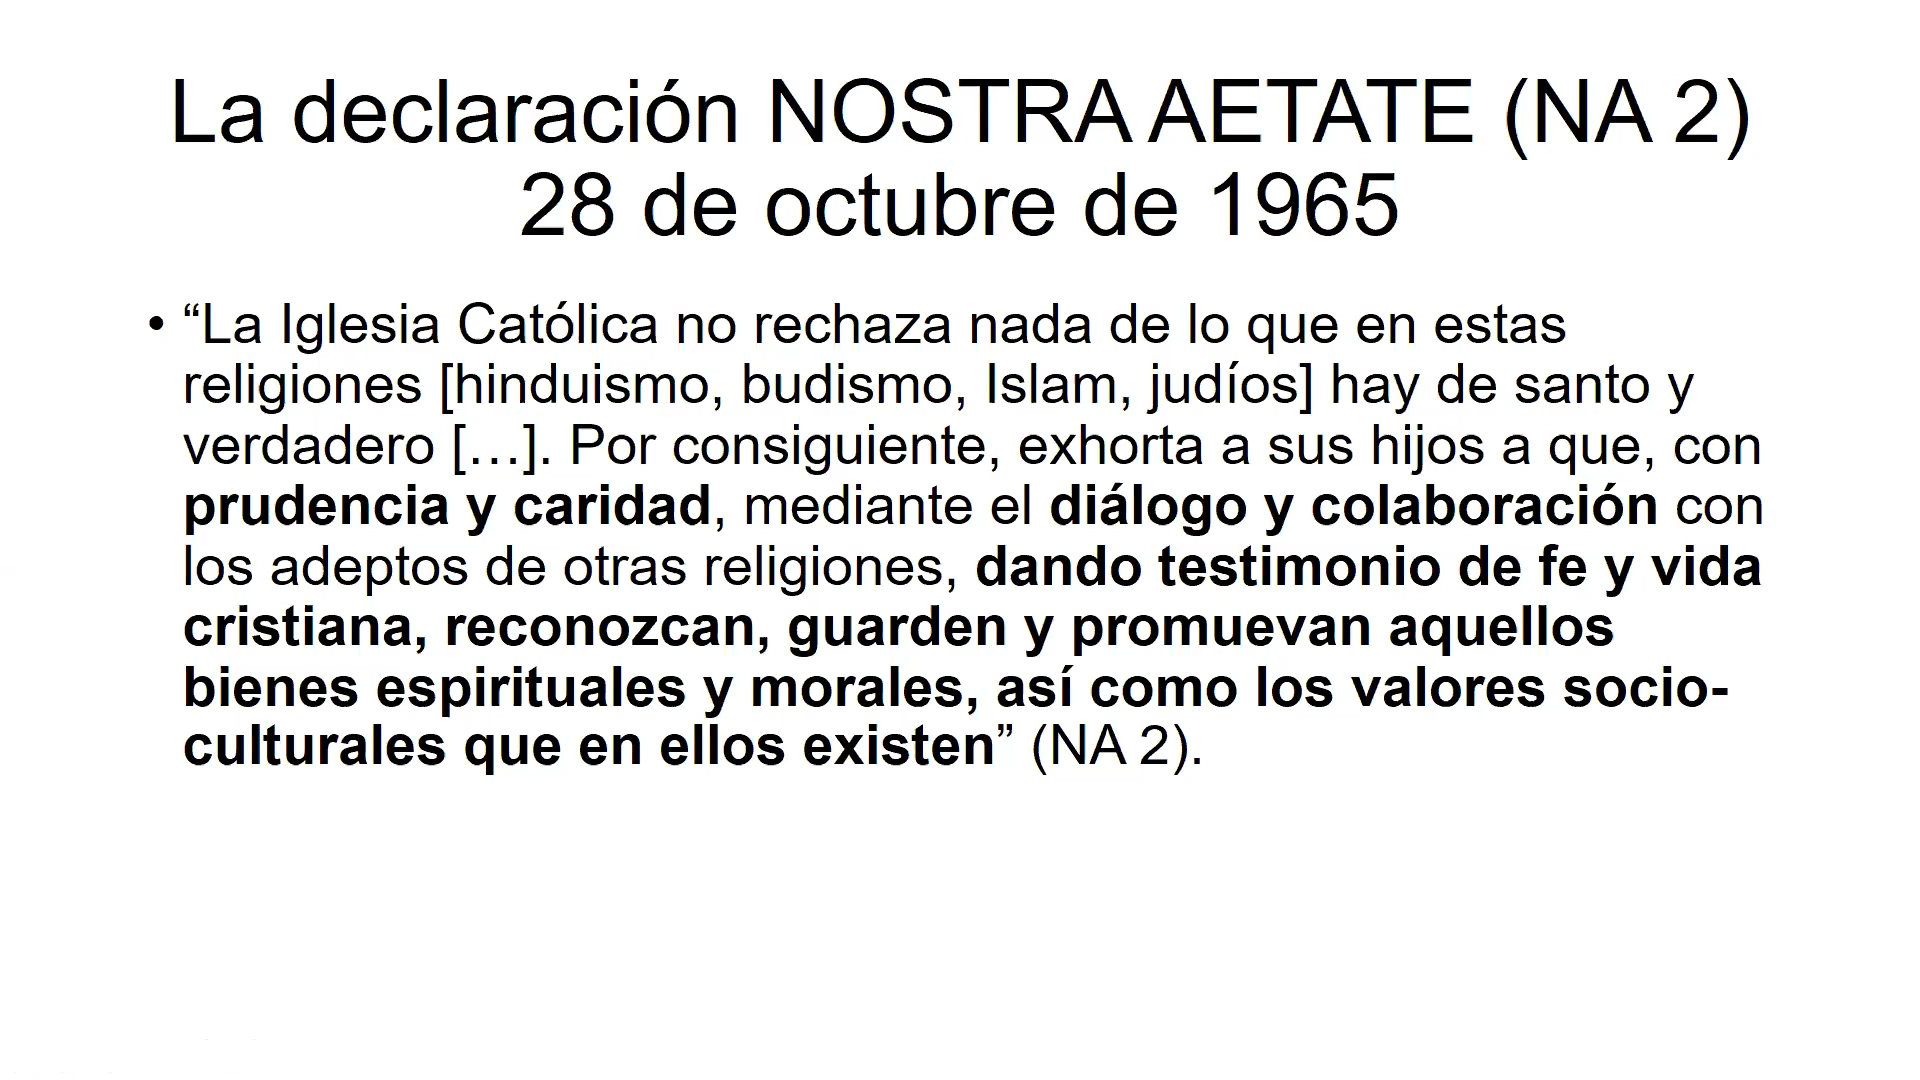 La declaración NOSTRA AETATE (NA 2)
28 de octubre de 1965
• “La Iglesia Católica no rechaza nada de lo que en estas
religiones [hinduismo, budismo, Islam, judíos] hay de santo y
verdadero […]. Por consiguiente, exhorta a sus hijos a que, con
prudencia y caridad, mediante el diálogo y colaboración con
los adeptos de otras religiones, dando testimonio de fe y vida
cristiana, reconozcan, guarden y promuevan aquellos
bienes espirituales y morales, así como los valores socio-
culturales que en ellos existen” (NA 2).